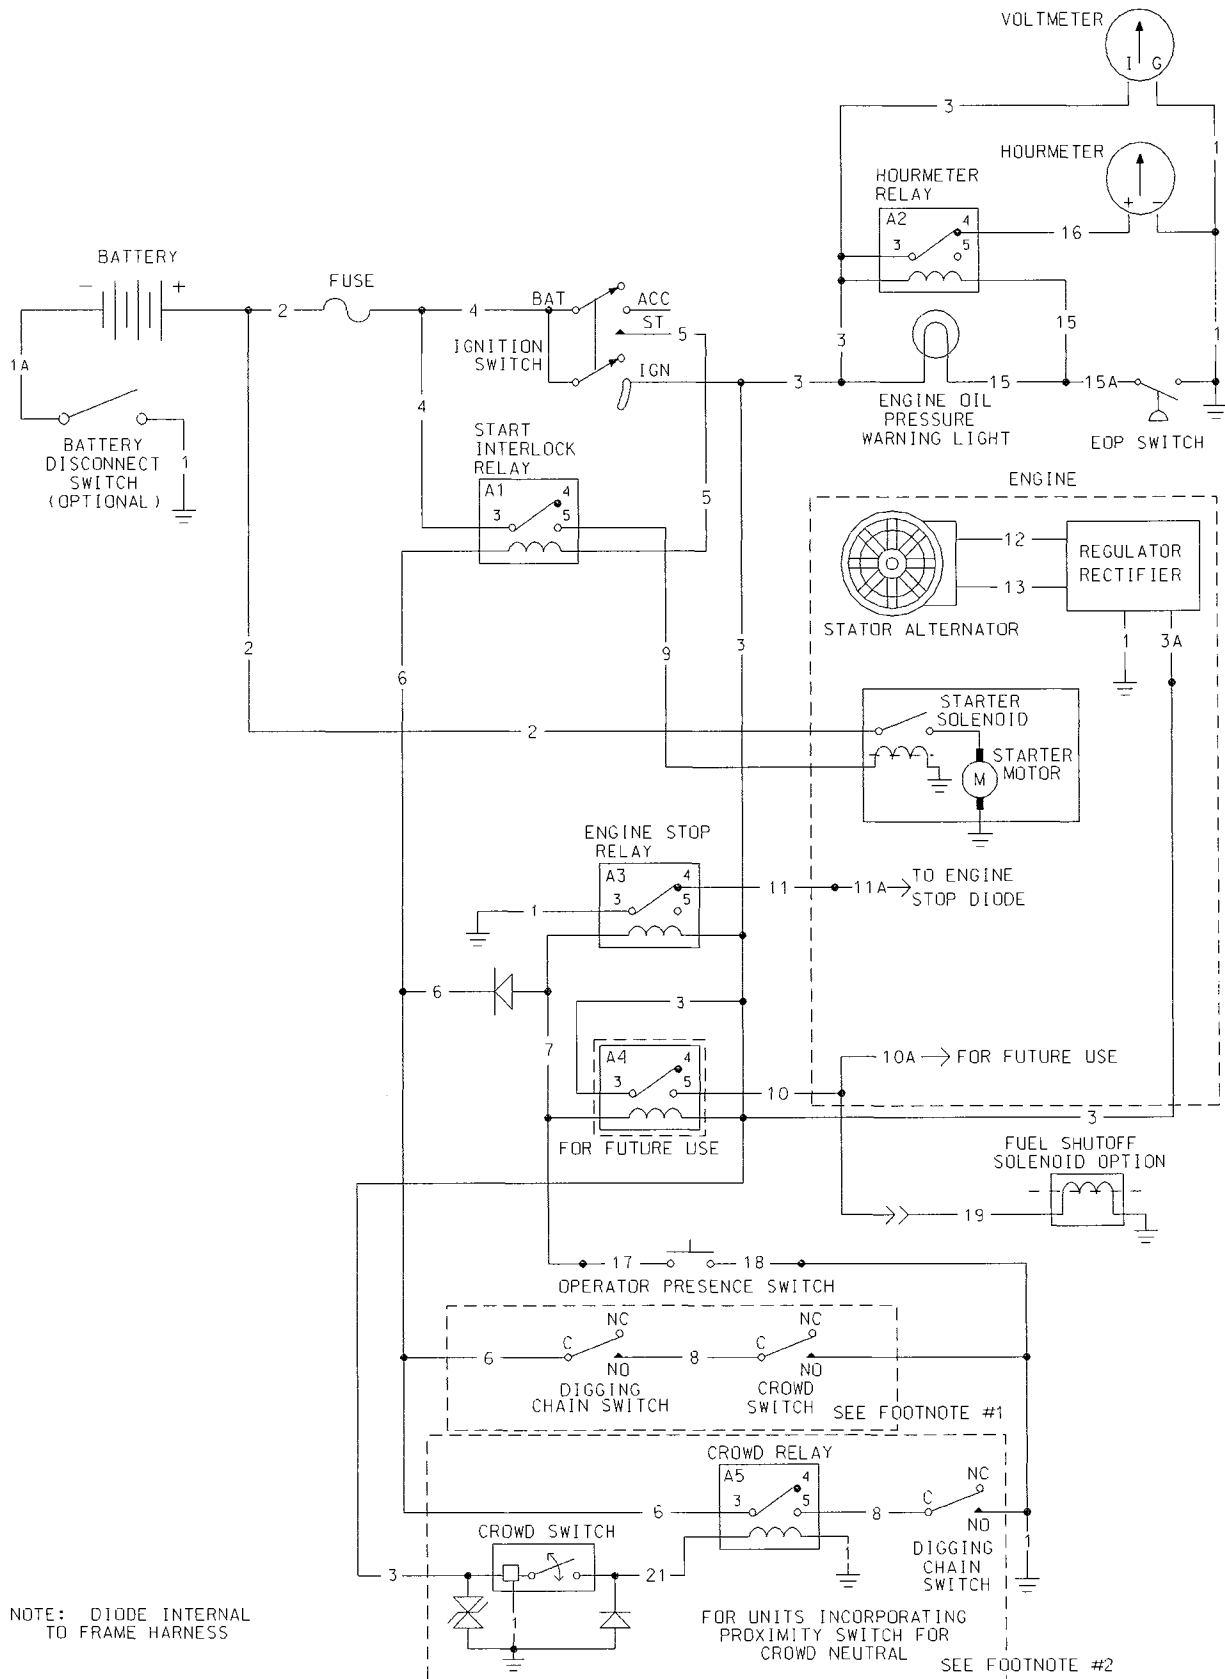 VOLTMETER
I G
3
1
HOURMETER
HOURMETER
RELAY
+ −
A2
4
3
5
16
BATTERY
− +
FUSE
2
4
BAT
ACC
ST
5
IGNITION
SWITCH
IGN
3
3
15
1
1A
4
15
15A
ENGINE OIL
PRESSURE
WARNING LIGHT
EOP SWITCH
BATTERY
DISCONNECT
SWITCH
(OPTIONAL)
1
START
INTERLOCK
RELAY
A1
4
3
5
5
ENGINE
12
13
REGULATOR
RECTIFIER
STATOR ALTERNATOR
1
3A
2
6
9
3
STARTER
SOLENOID
2
STARTER
MOTOR
M
ENGINE STOP
RELAY
A3
4
3
5
1
11
11A
TO ENGINE
STOP DIODE
6
3
7
A4
4
3
5
10
10A
FOR FUTURE USE
3
FOR FUTURE USE
FUEL SHUTOFF
SOLENOID OPTION
19
17
18
OPERATOR PRESENCE SWITCH
NC
NC
C
C
6
8
NO
NO
DIGGING
CHAIN SWITCH
CROWD
SWITCH
SEE FOOTNOTE #1
CROWD RELAY
A5
4
3
5
NC
6
8
C
NO
CROWD SWITCH
1
1
DIGGING
CHAIN
SWITCH
3
21
1
NOTE: DIODE INTERNAL
TO FRAME HARNESS
FOR UNITS INCORPORATING
PROXIMITY SWITCH FOR
CROWD NEUTRAL
SEE FOOTNOTE #2